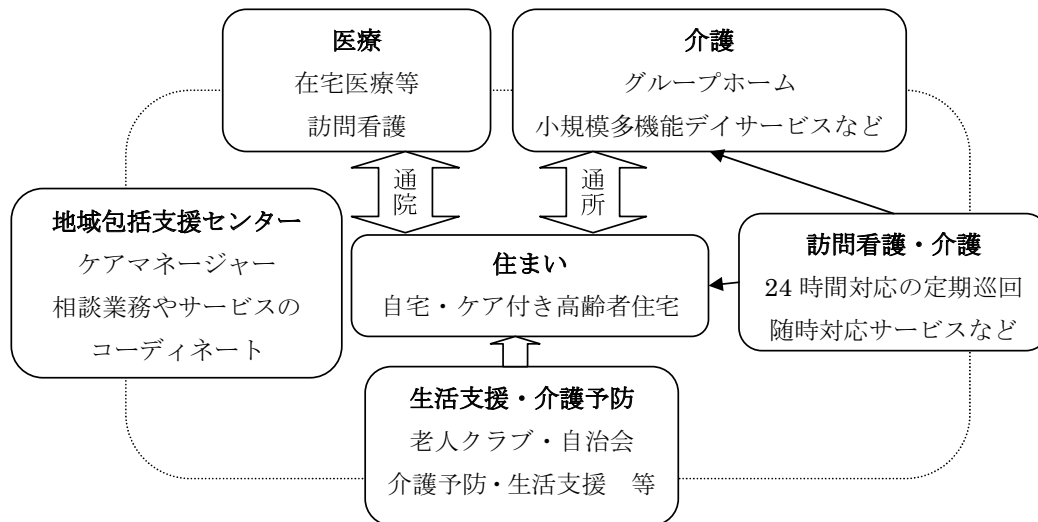 医療
在宅医療等
訪問看護
介護
グループホーム
小規模多機能デイサービスなど
通院
通所
地域包括支援センター
ケアマネージャー
相談業務やサービスの
コーディネート
住まい
自宅・ケア付き高齢者住宅
訪問看護・介護
24 時間対応の定期巡回
随時対応サービスなど
生活支援・介護予防
老人クラブ・自治会
介護予防・生活支援　等